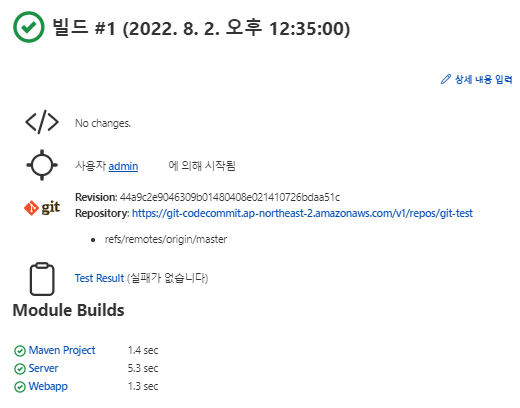 빌드 #1 (2022. 8. 2. 오후 12:35:00)
상세 내용 입력
No changes.
사용자 admin 에 의해 시작됨
git
Revision: 44a9c2e9046309b01480408e021410726bdaa51c
Repository: https://git-codecommit.ap-northeast-2.amazonaws.com/v1/repos/git-test
refs/remotes/origin/master
Test Result (실패가 없습니다)
Module Builds
Maven Project 1.4 sec
Server 5.3 sec
Webapp 1.3 sec